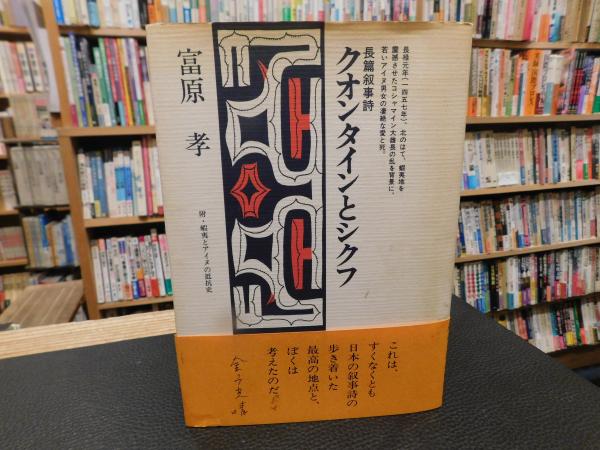 長禄元年(一四五七年)、北のはて、蝦夷地を
震撼させたコシャマイン大酋長の乱を背景に、
若いアイヌ男女の凄絶な愛と死。
長篇叙事詩
クオンタインとシクフ
富原 孝
附・蝦夷とアイヌの抵抗史
これは、
すくなくとも
日本の叙事詩の
歩き着いた
最高の地点と、
ぼくは
考えたのだ。
金子光晴